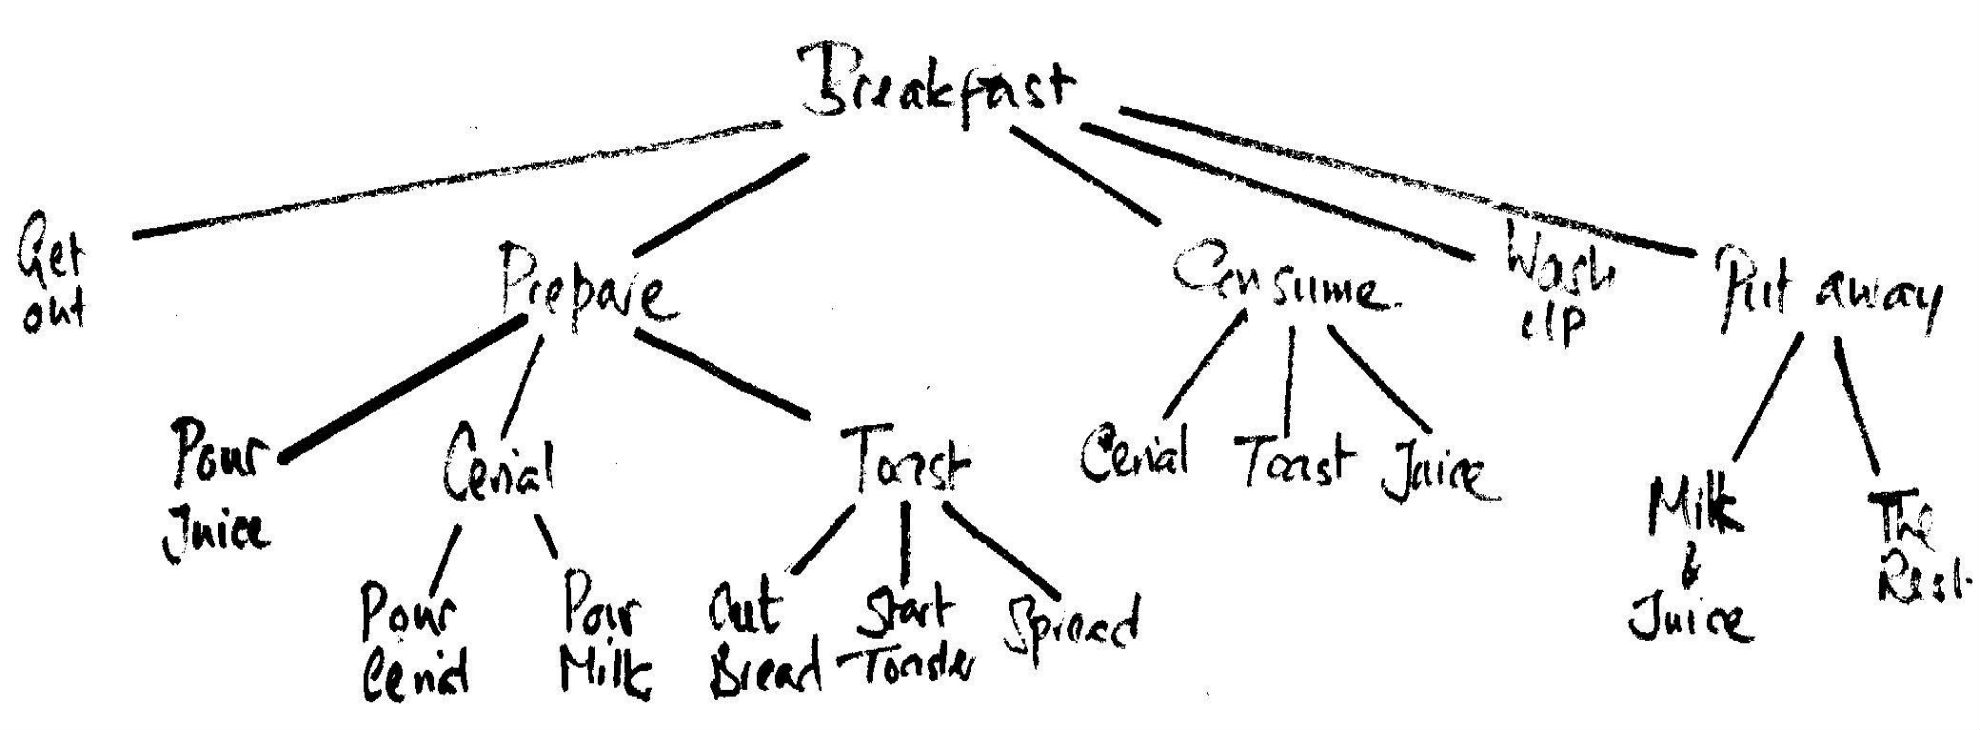 Breakfast
Get
out
Prepare
Consume
Wash
up
Put away
Pour
Juice
Cerial
Toast
Cerial
Toast
Juice
Milk
&
Juice
The
Rest
Pour
Cerial
Pour
Milk
Cut
Bread
Start
Toaster
Spread